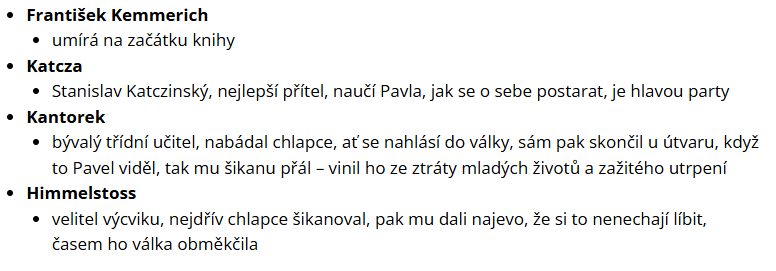 František Kemmerich
umírá na začátku knihy
Katcza
Stanislav Katczinský, nejlepší přítel, naučí Pavla, jak se o sebe postarat, je hlavou party
Kantorek
bývalý třídní učitel, nabádal chlapce, ať se nahlásí do války, sám pak skončil u útvaru, když
to Pavel viděl, tak mu šikanu přál – vinil ho ze ztráty mladých životů a zažitého utrpení
Himmelstoss
velitel výcviku, nejdřív chlapce šikanoval, pak mu dali najevo, že si to nenechají líbit,
časem ho válka obměkčila